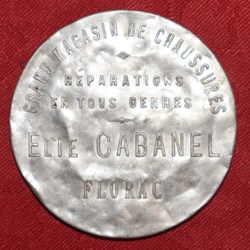 GRAND MAGASIN DE CHAUSSURES
REPARATIONS
EN TOUS GENRES
ELIE CABANEL
FLORAC